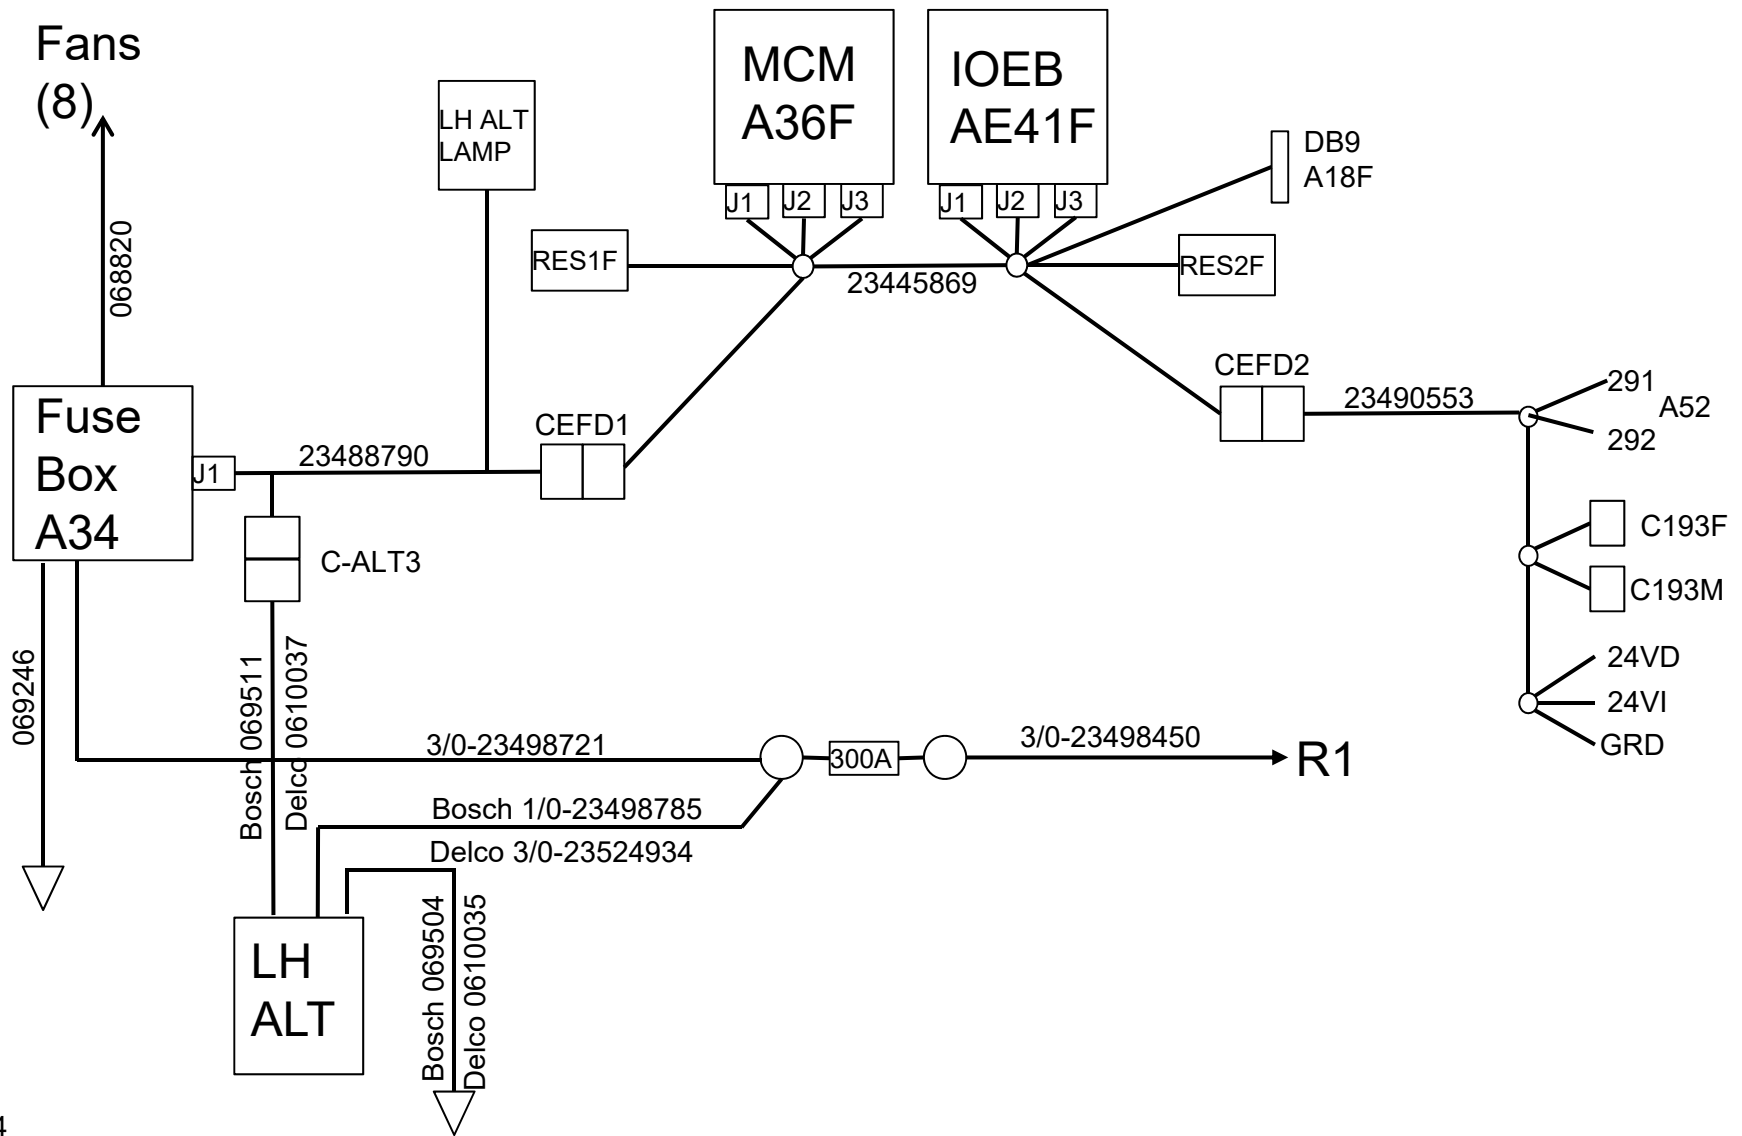 Fans
(8)
068820
LH ALT
LAMP
MCM
A36F
J1
J2
J3
IOEB
AE41F
J1
J2
J3
DB9
A18F
RES1F
23445869
RES2F
CEFD2
23490553
291
A52
292
Fuse
Box
A34
J1
23488790
CEFD1
C-ALT3
C193F
C193M
24VD
24VI
GRD
069246
Bosch 069511
Delco 0610037
3/0-23498721
300A
3/0-23498450
R1
Bosch 1/0-23498785
Delco 3/0-23524934
LH
ALT
Bosch 069504
Delco 0610035
4